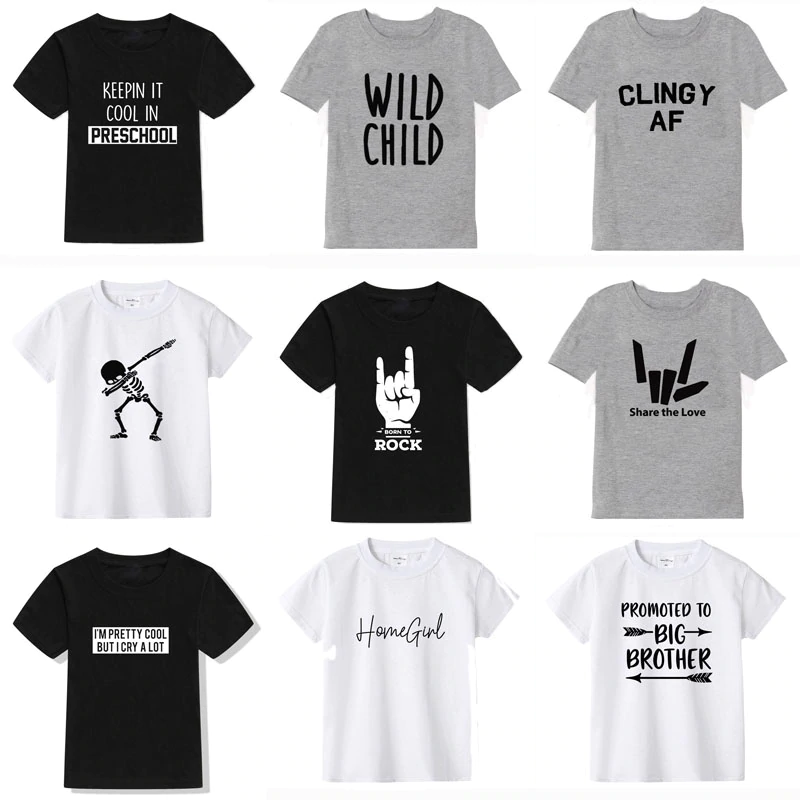 KEEPIN IT
COOL IN
PRESCHOOL
WILD
CHILD
CLINGY
AF
BORN TO
ROCK
Share the Love
I'M PRETTY COOL
BUT I CRY A LOT
HomeGirl
PROMOTED TO
BIG
BROTHER